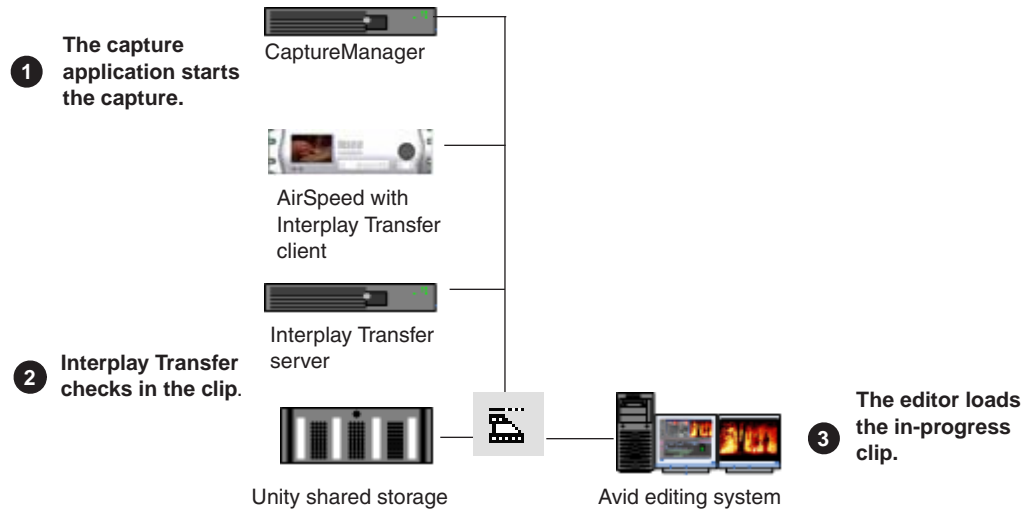 CaptureManager
1
The capture
application starts
the capture.
AirSpeed with
Interplay Transfer
client
Interplay Transfer
server
2
Interplay Transfer
checks in the clip.
3
The editor loads
the in-progress
clip.
Unity shared storage
Avid editing system